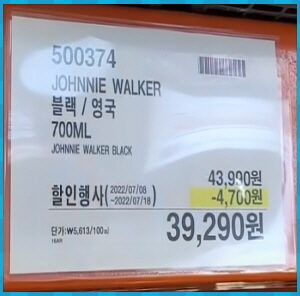 500374
JOHNNIE WALKER
블랙 / 영국
700ML
JOHNNIE WALKER BLACK
43,990원
할인행사 (2022/07/08 ~2022/07/18) -4,700원
39,290원
단가:₩5,613/100㎖